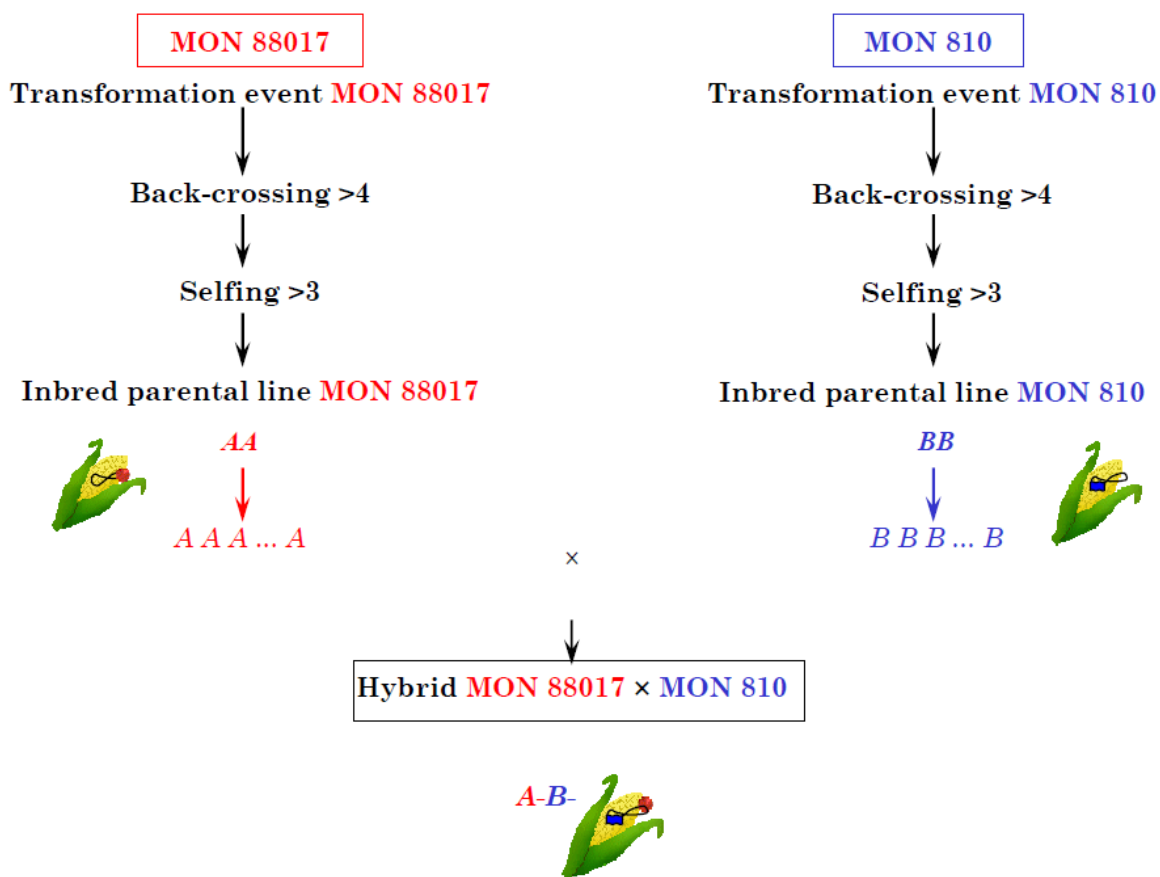 MON 88017
Transformation event MON 88017
Back-crossing >4
Selfing >3
Inbred parental line MON 88017
AA
A A A ... A
MON 810
Transformation event MON 810
Back-crossing >4
Selfing >3
Inbred parental line MON 810
BB
B B B ... B
×
Hybrid MON 88017 × MON 810
A-B-